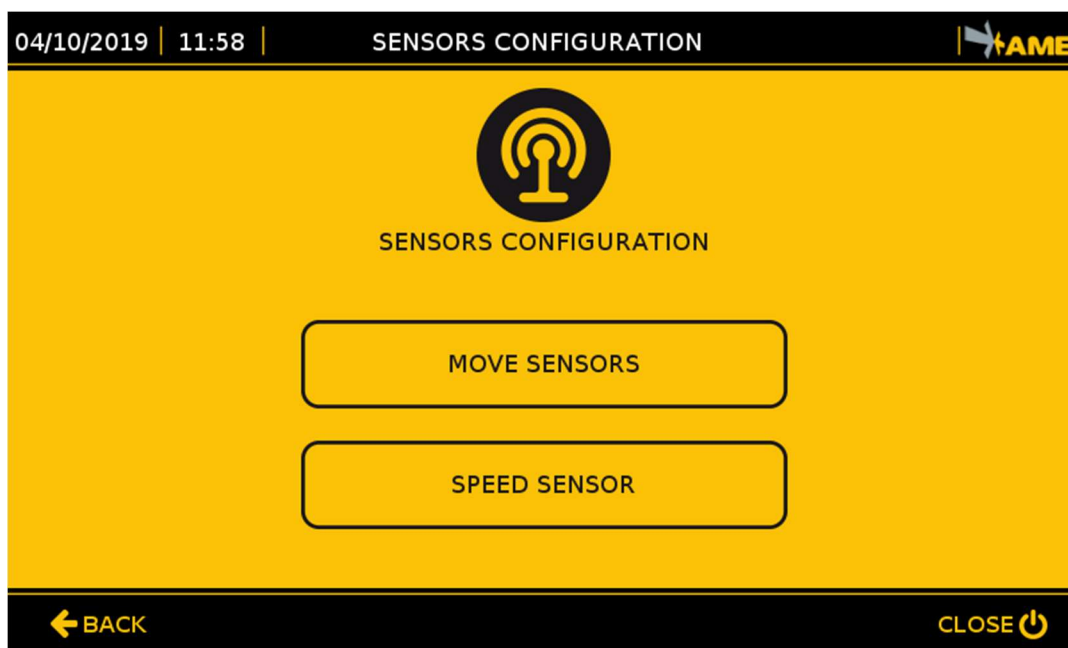 04/10/2019 11:58 SENSORS CONFIGURATION AME
SENSORS CONFIGURATION
MOVE SENSORS
SPEED SENSOR
BACK CLOSE